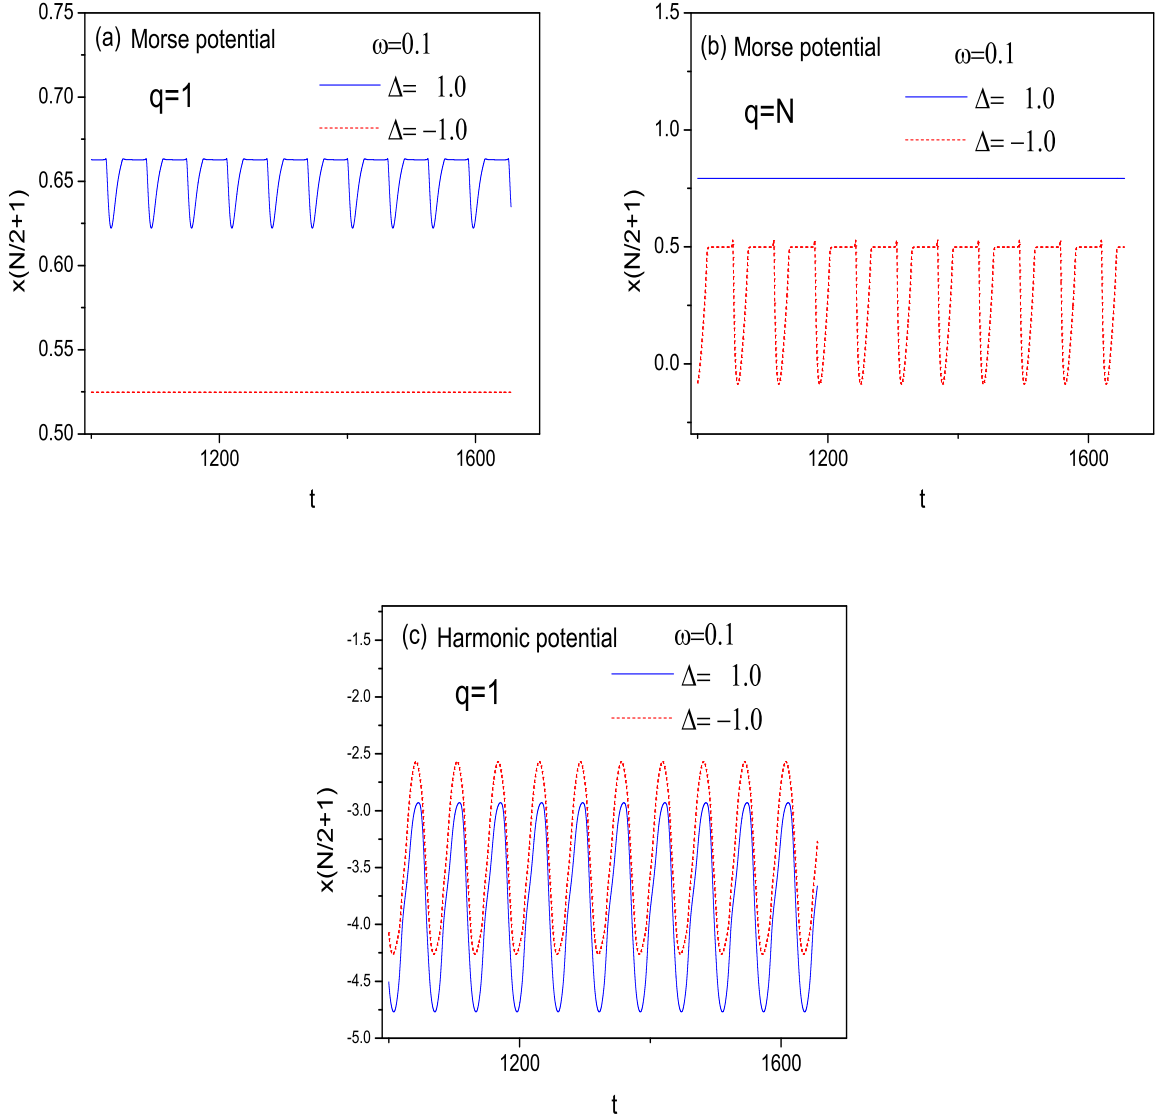 (a) Morse potential
ω=0.1
q=1
Δ= 1.0
Δ= −1.0
0.75
0.70
0.65
0.60
0.55
0.50
x(N/2+1)
1200
1600
t
(b) Morse potential
ω=0.1
q=N
Δ= 1.0
Δ= −1.0
1.5
1.0
0.5
0.0
x(N/2+1)
1200
1600
t
(c) Harmonic potential
ω=0.1
q=1
Δ= 1.0
Δ= −1.0
-1.5
-2.0
-2.5
-3.0
-3.5
-4.0
-4.5
-5.0
x(N/2+1)
1200
1600
t